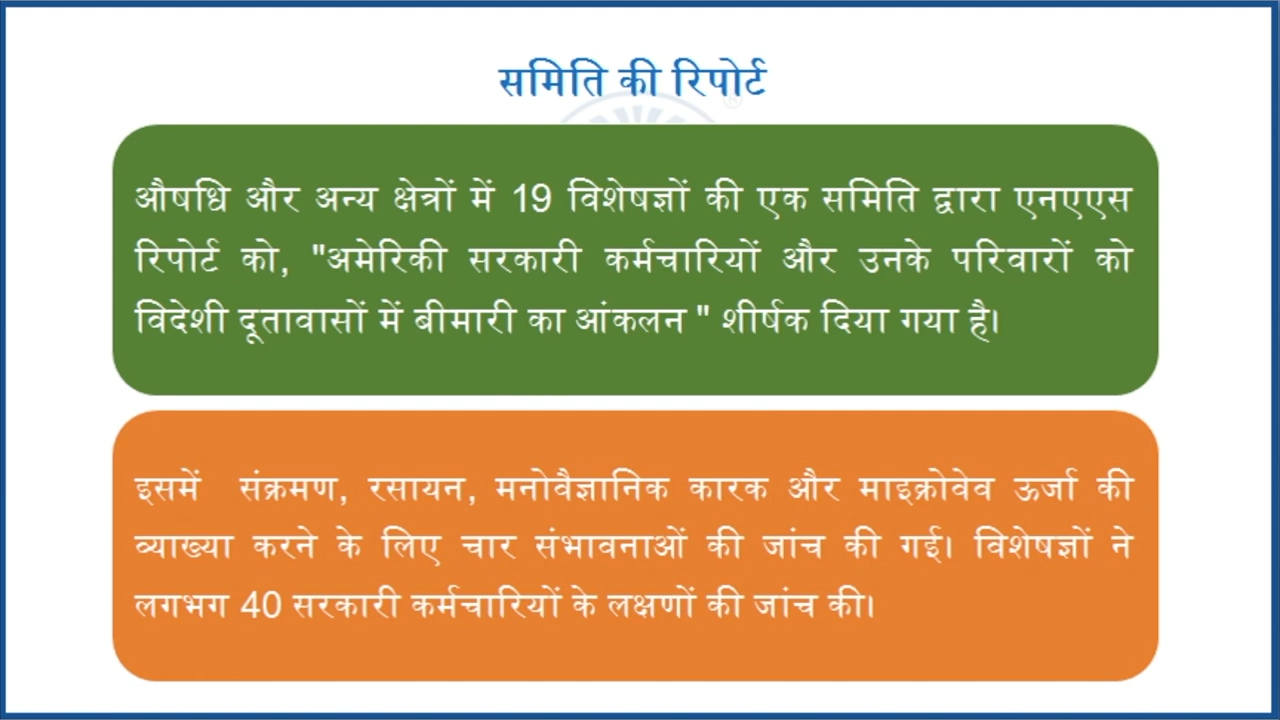 समिति की रिपोर्ट
औषधि और अन्य क्षेत्रों में 19 विशेषज्ञों की एक समिति द्वारा एनएएस
रिपोर्ट को, "अमेरिकी सरकारी कर्मचारियों और उनके परिवारों को
विदेशी दूतावासों में बीमारी का आंकलन " शीर्षक दिया गया है।
इसमें संक्रमण, रसायन, मनोवैज्ञानिक कारक और माइक्रोवेव ऊर्जा की
व्याख्या करने के लिए चार संभावनाओं की जांच की गई। विशेषज्ञों ने
लगभग 40 सरकारी कर्मचारियों के लक्षणों की जांच की।